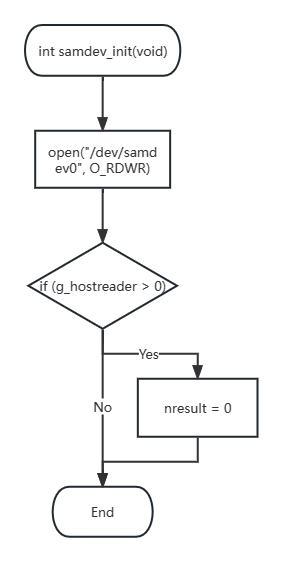 int samdev_init(void)
open("/dev/samd
ev0", O_RDWR)
if (g_hostreader > 0)
Yes
No
nresult = 0
End